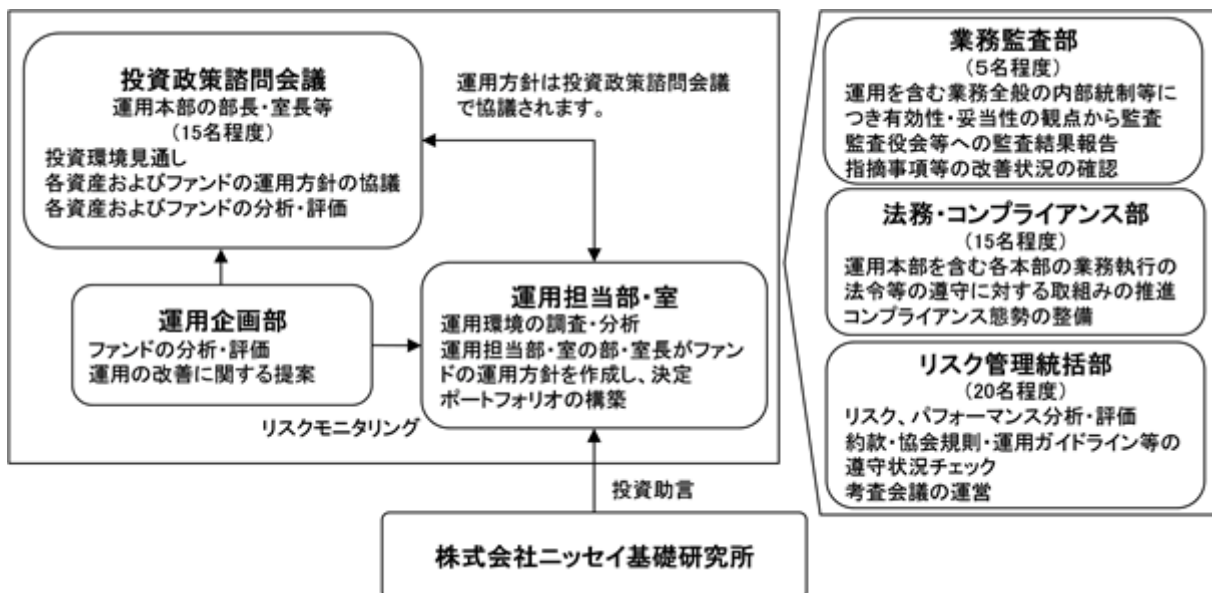 投資政策諮問会議
運用本部の部長・室長等
（15名程度）
投資環境見通し
各資産およびファンドの運用方針の協議
各資産およびファンドの分析・評価
運用方針は投資政策諮問会議
で協議されます。
運用企画部
ファンドの分析・評価
運用の改善に関する提案
運用担当部・室
運用環境の調査・分析
運用担当部・室の部・室長がファン
ドの運用方針を作成し、決定
ポートフォリオの構築
リスクモニタリング
投資助言
株式会社ニッセイ基礎研究所
業務監査部
（５名程度）
運用を含む業務全般の内部統制等に
つき有効性・妥当性の観点から監査
監査役会等への監査結果報告
指摘事項等の改善状況の確認
法務・コンプライアンス部
（15名程度）
運用本部を含む各本部の業務執行の
法令等の遵守に対する取組みの推進
コンプライアンス態勢の整備
リスク管理統括部
（20名程度）
リスク、パフォーマンス分析・評価
約款・協会規則・運用ガイドライン等の
遵守状況チェック
考査会議の運営